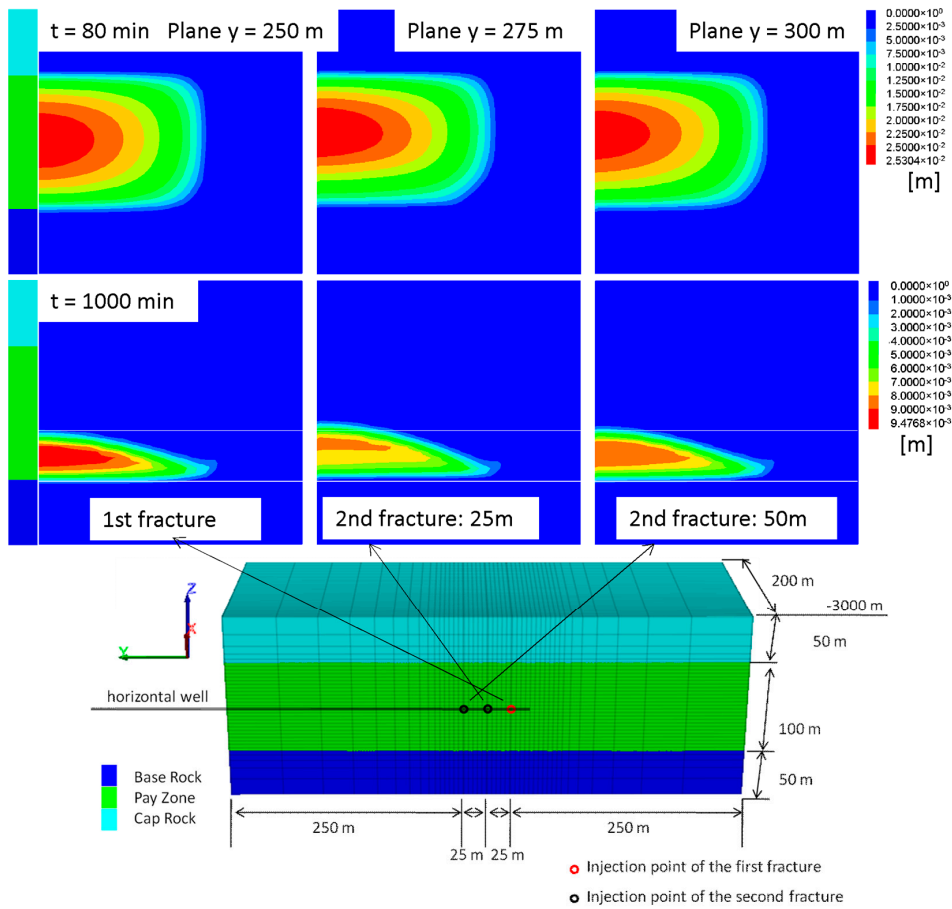 t = 80 min Plane y = 250 m
Plane y = 275 m
Plane y = 300 m
0.0000×10⁰
2.5000×10⁻³
5.0000×10⁻³
7.5000×10⁻³
1.0000×10⁻²
1.2500×10⁻²
1.5000×10⁻²
1.7500×10⁻²
2.0000×10⁻²
2.2500×10⁻²
2.5000×10⁻²
2.5304×10⁻²
[m]
t = 1000 min
0.0000×10⁰
1.0000×10⁻³
2.0000×10⁻³
3.0000×10⁻³
4.0000×10⁻³
5.0000×10⁻³
6.0000×10⁻³
7.0000×10⁻³
8.0000×10⁻³
9.0000×10⁻³
9.4768×10⁻³
[m]
1st fracture
2nd fracture: 25m
2nd fracture: 50m
Z
X
Y
200 m
-3000 m
50 m
horizontal well
100 m
50 m
Base Rock
Pay Zone
Cap Rock
250 m
25 m
25 m
250 m
Injection point of the first fracture
Injection point of the second fracture